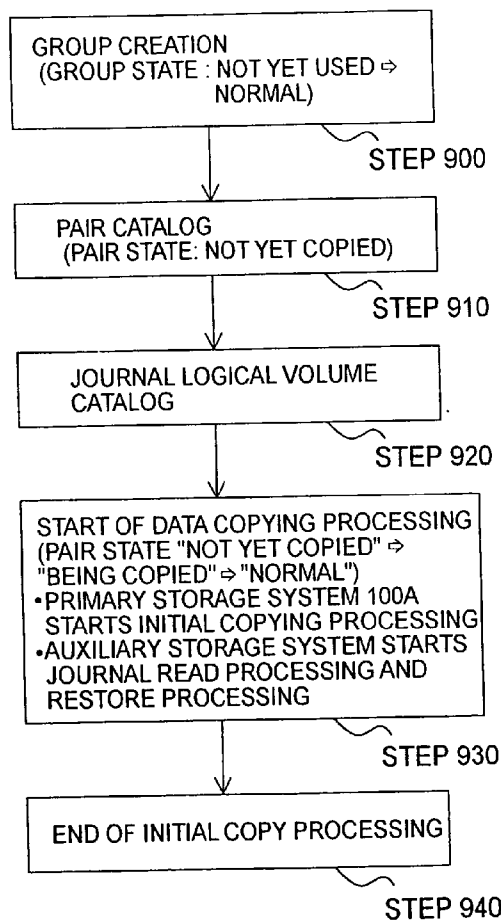 GROUP CREATION
(GROUP STATE : NOT YET USED ⇨
NORMAL)
STEP 900
PAIR CATALOG
(PAIR STATE: NOT YET COPIED)
STEP 910
JOURNAL LOGICAL VOLUME
CATALOG
STEP 920
START OF DATA COPYING PROCESSING
(PAIR STATE "NOT YET COPIED" ⇨
"BEING COPIED" ⇨ "NORMAL")
•PRIMARY STORAGE SYSTEM 100A
STARTS INITIAL COPYING PROCESSING
•AUXILIARY STORAGE SYSTEM STARTS
JOURNAL READ PROCESSING AND
RESTORE PROCESSING
STEP 930
END OF INITIAL COPY PROCESSING
STEP 940